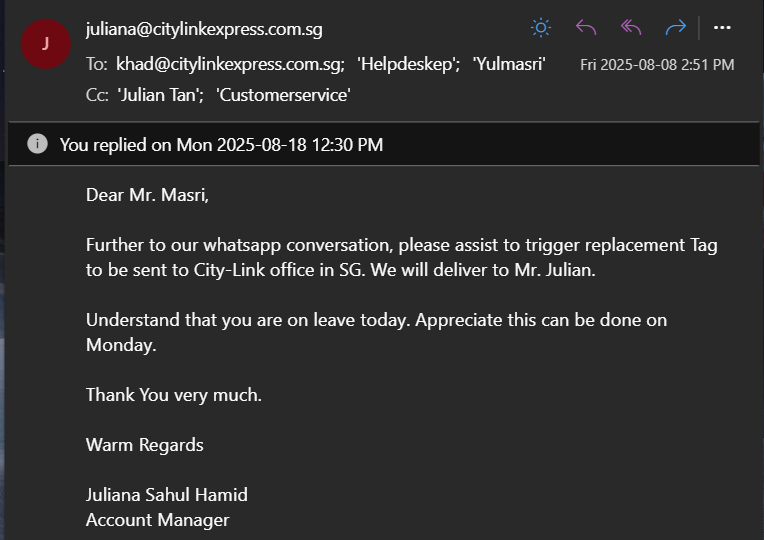 juliana@citylinkexpress.com.sg
J
To: khad@citylinkexpress.com.sg; 'Helpdeskep'; 'Yulmasri'
Fri 2025-08-08 2:51 PM
Cc: 'Julian Tan'; 'Customerservice'
You replied on Mon 2025-08-18 12:30 PM
Dear Mr. Masri,
Further to our whatsapp conversation, please assist to trigger replacement Tag
to be sent to City-Link office in SG. We will deliver to Mr. Julian.
Understand that you are on leave today. Appreciate this can be done on
Monday.
Thank You very much.
Warm Regards
Juliana Sahul Hamid
Account Manager